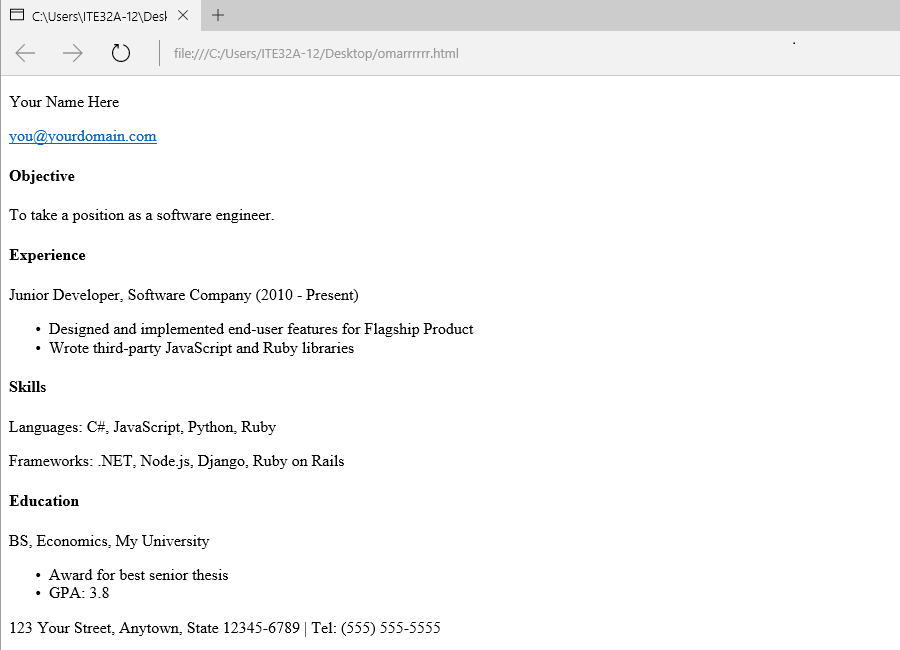 C:\Users\ITE32A-12\Desl
file:///C:/Users/ITE32A-12/Desktop/omarrrrrr.html
Your Name Here
you@yourdomain.com
Objective
To take a position as a software engineer.
Experience
Junior Developer, Software Company (2010 - Present)
• Designed and implemented end-user features for Flagship Product
• Wrote third-party JavaScript and Ruby libraries
Skills
Languages: C#, JavaScript, Python, Ruby
Frameworks: .NET, Node.js, Django, Ruby on Rails
Education
BS, Economics, My University
• Award for best senior thesis
• GPA: 3.8
123 Your Street, Anytown, State 12345-6789 | Tel: (555) 555-5555